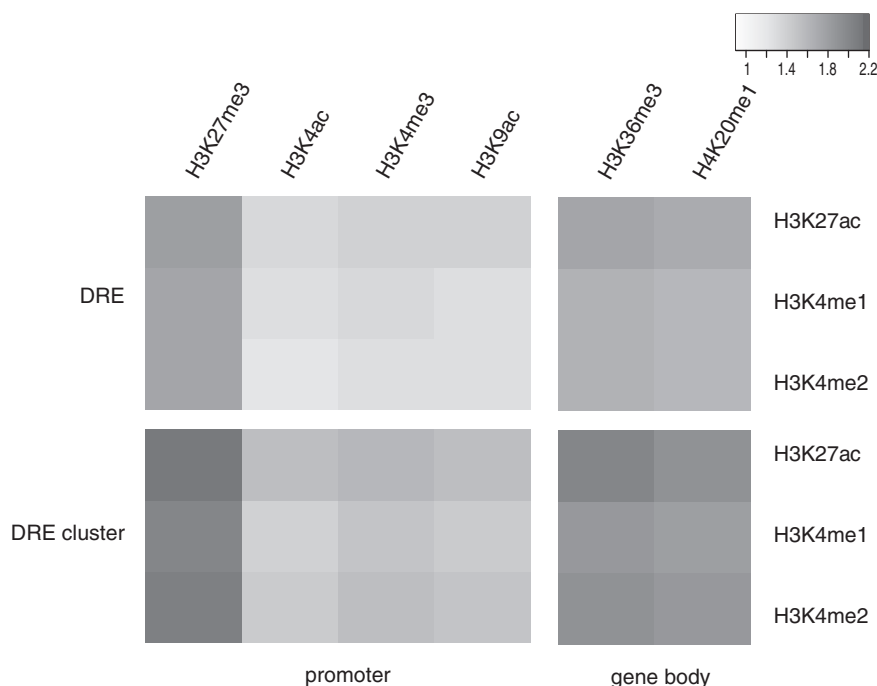 1 1.4 1.8 2.2
H3K27me3 H3K4ac H3K4me3 H3K9ac H3K36me3 H4K20me1
H3K27ac
DRE
H3K4me1
H3K4me2
H3K27ac
DRE cluster
H3K4me1
H3K4me2
promoter gene body